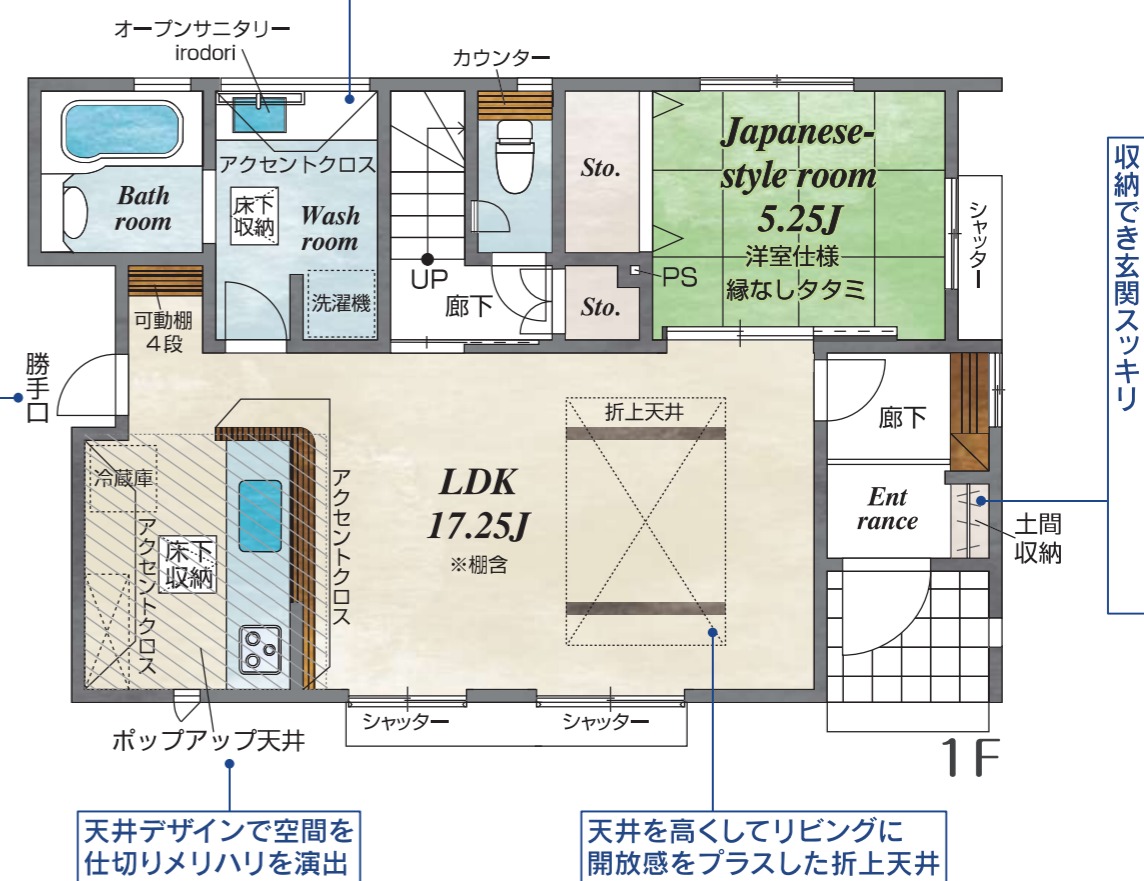 オープンサニタリー
irodori
カウンター
アクセントクロス
Bath
room
床下
収納
Wash
room
洗濯機
UP
廊下
Sto.
Sto.
PS
Japanese-
style room
5.25J
洋室仕様
縁なしタタミ
シャッター
収納でき玄関スッキリ
可動棚
4段
勝手口
冷蔵庫
アクセントクロス
床下
収納
アクセントクロス
LDK
17.25J
※棚含
折上天井
廊下
Ent
rance
土間
収納
シャッター
シャッター
ポップアップ天井
1F
天井デザインで空間を
仕切りメリハリを演出
天井を高くしてリビングに
開放感をプラスした折上天井